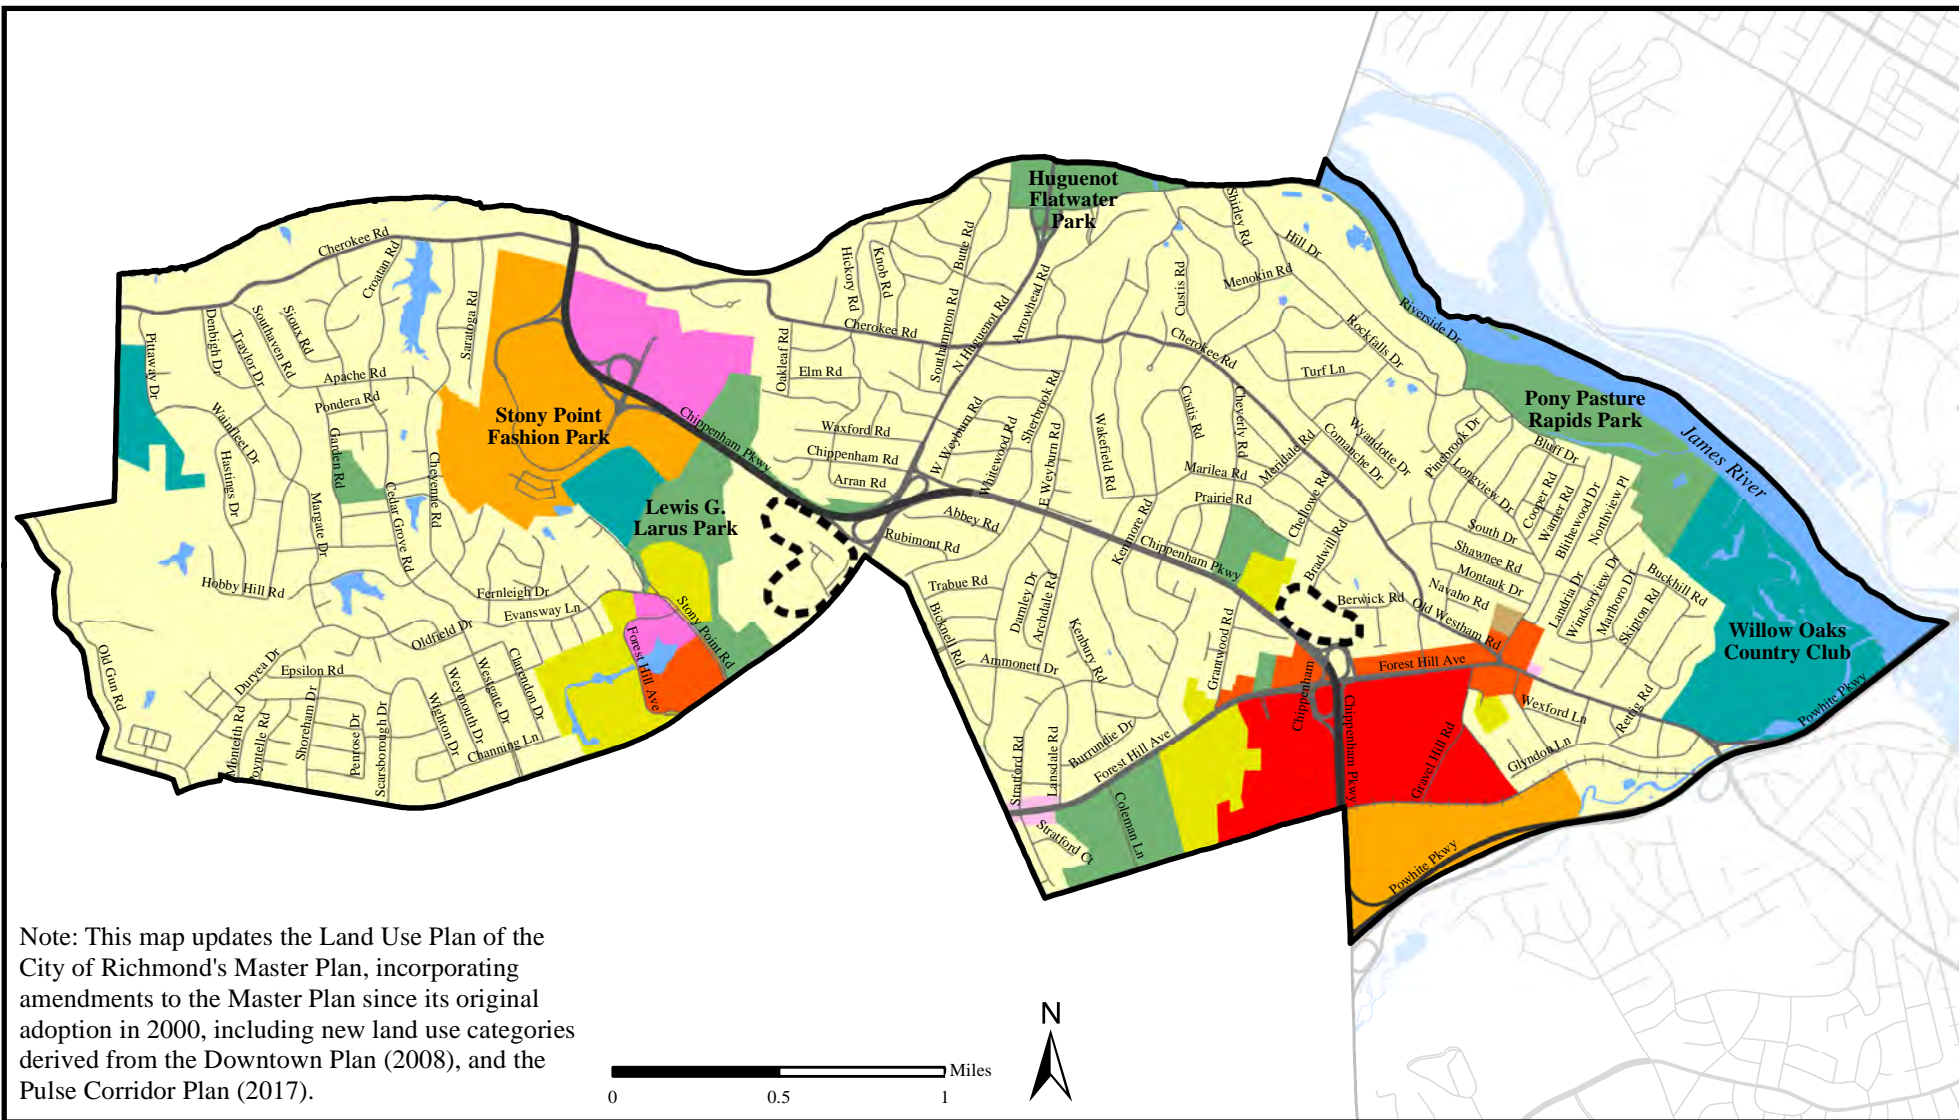 Huguenot
Flatwater
Park
Cherokee Rd
Croatan Rd
Saratoga Rd
Hickory Rd
Knob Rd
Butte Rd
Shirley Rd
Hill Dr
Menokin Rd
Custis Rd
Riverside Dr
Pittaway Dr
Denbigh Dr
Traylor Dr
Southaven Rd
Sioux Rd
Apache Rd
Pondera Rd
Oakleaf Rd
Elm Rd
Cherokee Rd
Southampton Rd
N Huguenot Rd
Arrowhead Rd
Cherokee Rd
Rockfalls Dr
Turf Ln
Stony Point
Fashion Park
Chippenham Pkwy
Waxford Rd
Chippenham Rd
Arran Rd
W Weyburn Rd
Whitewood Rd
Sherbrook Rd
E Weyburn Rd
Wakefield Rd
Custis Rd
Cheverly Rd
Marilea Rd
Meridale Rd
Prairie Rd
Comanche Dr
Wyandotte Dr
Pony Pasture
Rapids Park
James River
Pinebrook Dr
Longview Dr
Bluff Dr
Wainfleet Dr
Hastings Dr
Garden Rd
Margate Dr
Cedar Grove Rd
Cheyenne Rd
Lewis G.
Larus Park
Abbey Rd
Rubimont Rd
Kenmore Rd
Chippenham Pkwy
Chellowe Rd
Bradwill Rd
Cooper Rd
Warner Rd
Blithewood Dr
Northview Pl
South Dr
Shawnee Rd
Montauk Dr
Navaho Rd
Old Westham Rd
Berwick Rd
Landria Dr
Windsorview Dr
Marlboro Dr
Skipton Rd
Buckhill Rd
Willow Oaks
Country Club
Hobby Hill Rd
Fernleigh Dr
Evansway Ln
Oldfield Dr
Stony Point Rd
Forest Hill Ave
Trabue Rd
Bicknell Rd
Damley Dr
Archdale Rd
Kenbury Rd
Ammonett Dr
Grantwood Rd
Forest Hill Ave
Old Gun Rd
Duryea Dr
Epsilon Rd
Monteith Rd
Poyntelle Rd
Shoreham Dr
Penrose Dr
Scarsborough Dr
Wighton Dr
Weymouth Dr
Westgate Dr
Clarendon Dr
Channing Ln
Stratford Rd
Lansdale Rd
Burrundie Dr
Forest Hill Ave
Coleman Ln
Stratford Ct
Chippenham
Chippenham Pkwy
Gravel Hill Rd
Wexford Ln
Glyndon Ln
Rettig Rd
Powhite Pkwy
Powhite Pkwy
Note: This map updates the Land Use Plan of the
City of Richmond's Master Plan, incorporating
amendments to the Master Plan since its original
adoption in 2000, including new land use categories
derived from the Downtown Plan (2008), and the
Pulse Corridor Plan (2017).
0 0.5 1
Miles
N